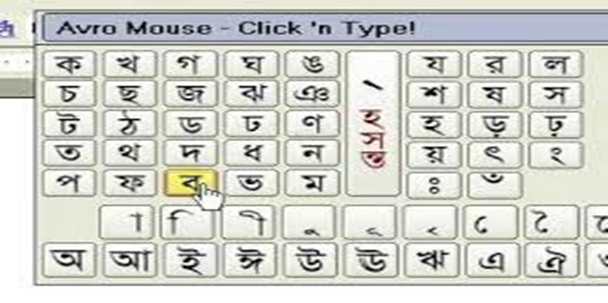 Avro Mouse - Click 'n Type!
ক খ গ ঘ ঙ য র ল
চ ছ জ ঝ ঞ শ ষ স
ট ঠ ড ঢ ণ হসন্ত ্ হ ড় ঢ়
ত থ দ ধ ন য় ৎ ং
প ফ ব ভ ম ঃ ঁ
া ি ী ু ূ ৃ ে ৈ
অ আ ই ঈ উ ঊ ঋ এ ঐ